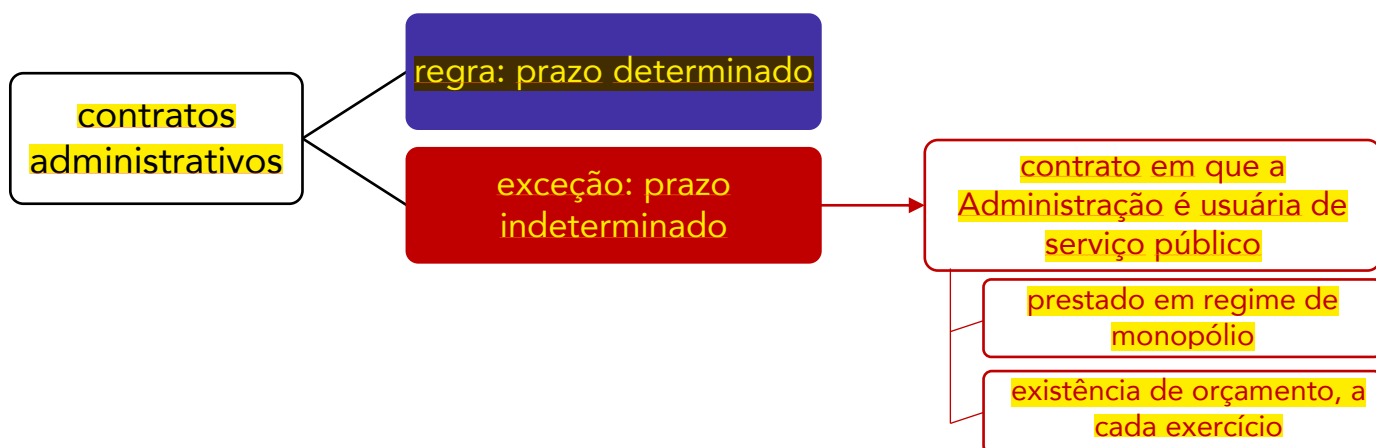 contratos
administrativos
regra: prazo determinado
exceção: prazo
indeterminado
contrato em que a
Administração é usuária de
serviço público
prestado em regime de
monopólio
existência de orçamento, a
cada exercício